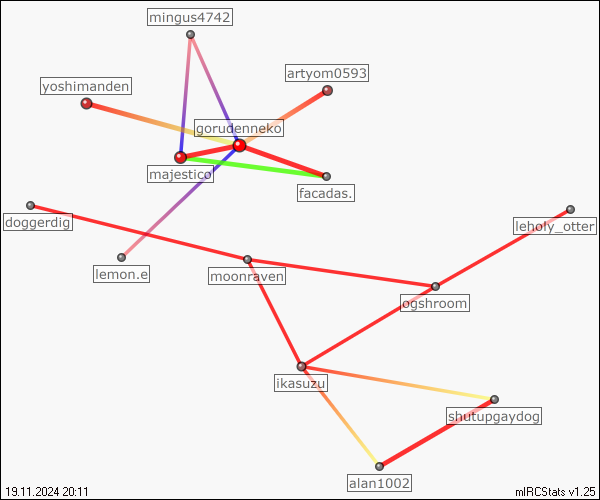 mingus4742
artyom0593
yoshimanden
gorudenneko
majestico
facadas.
doggerdig
leholy_otter
lemon.e
moonraven
ogshroom
ikasuzu
shutupgaydog
alan1002
19.11.2024 20:11
mIRCStats v1.25